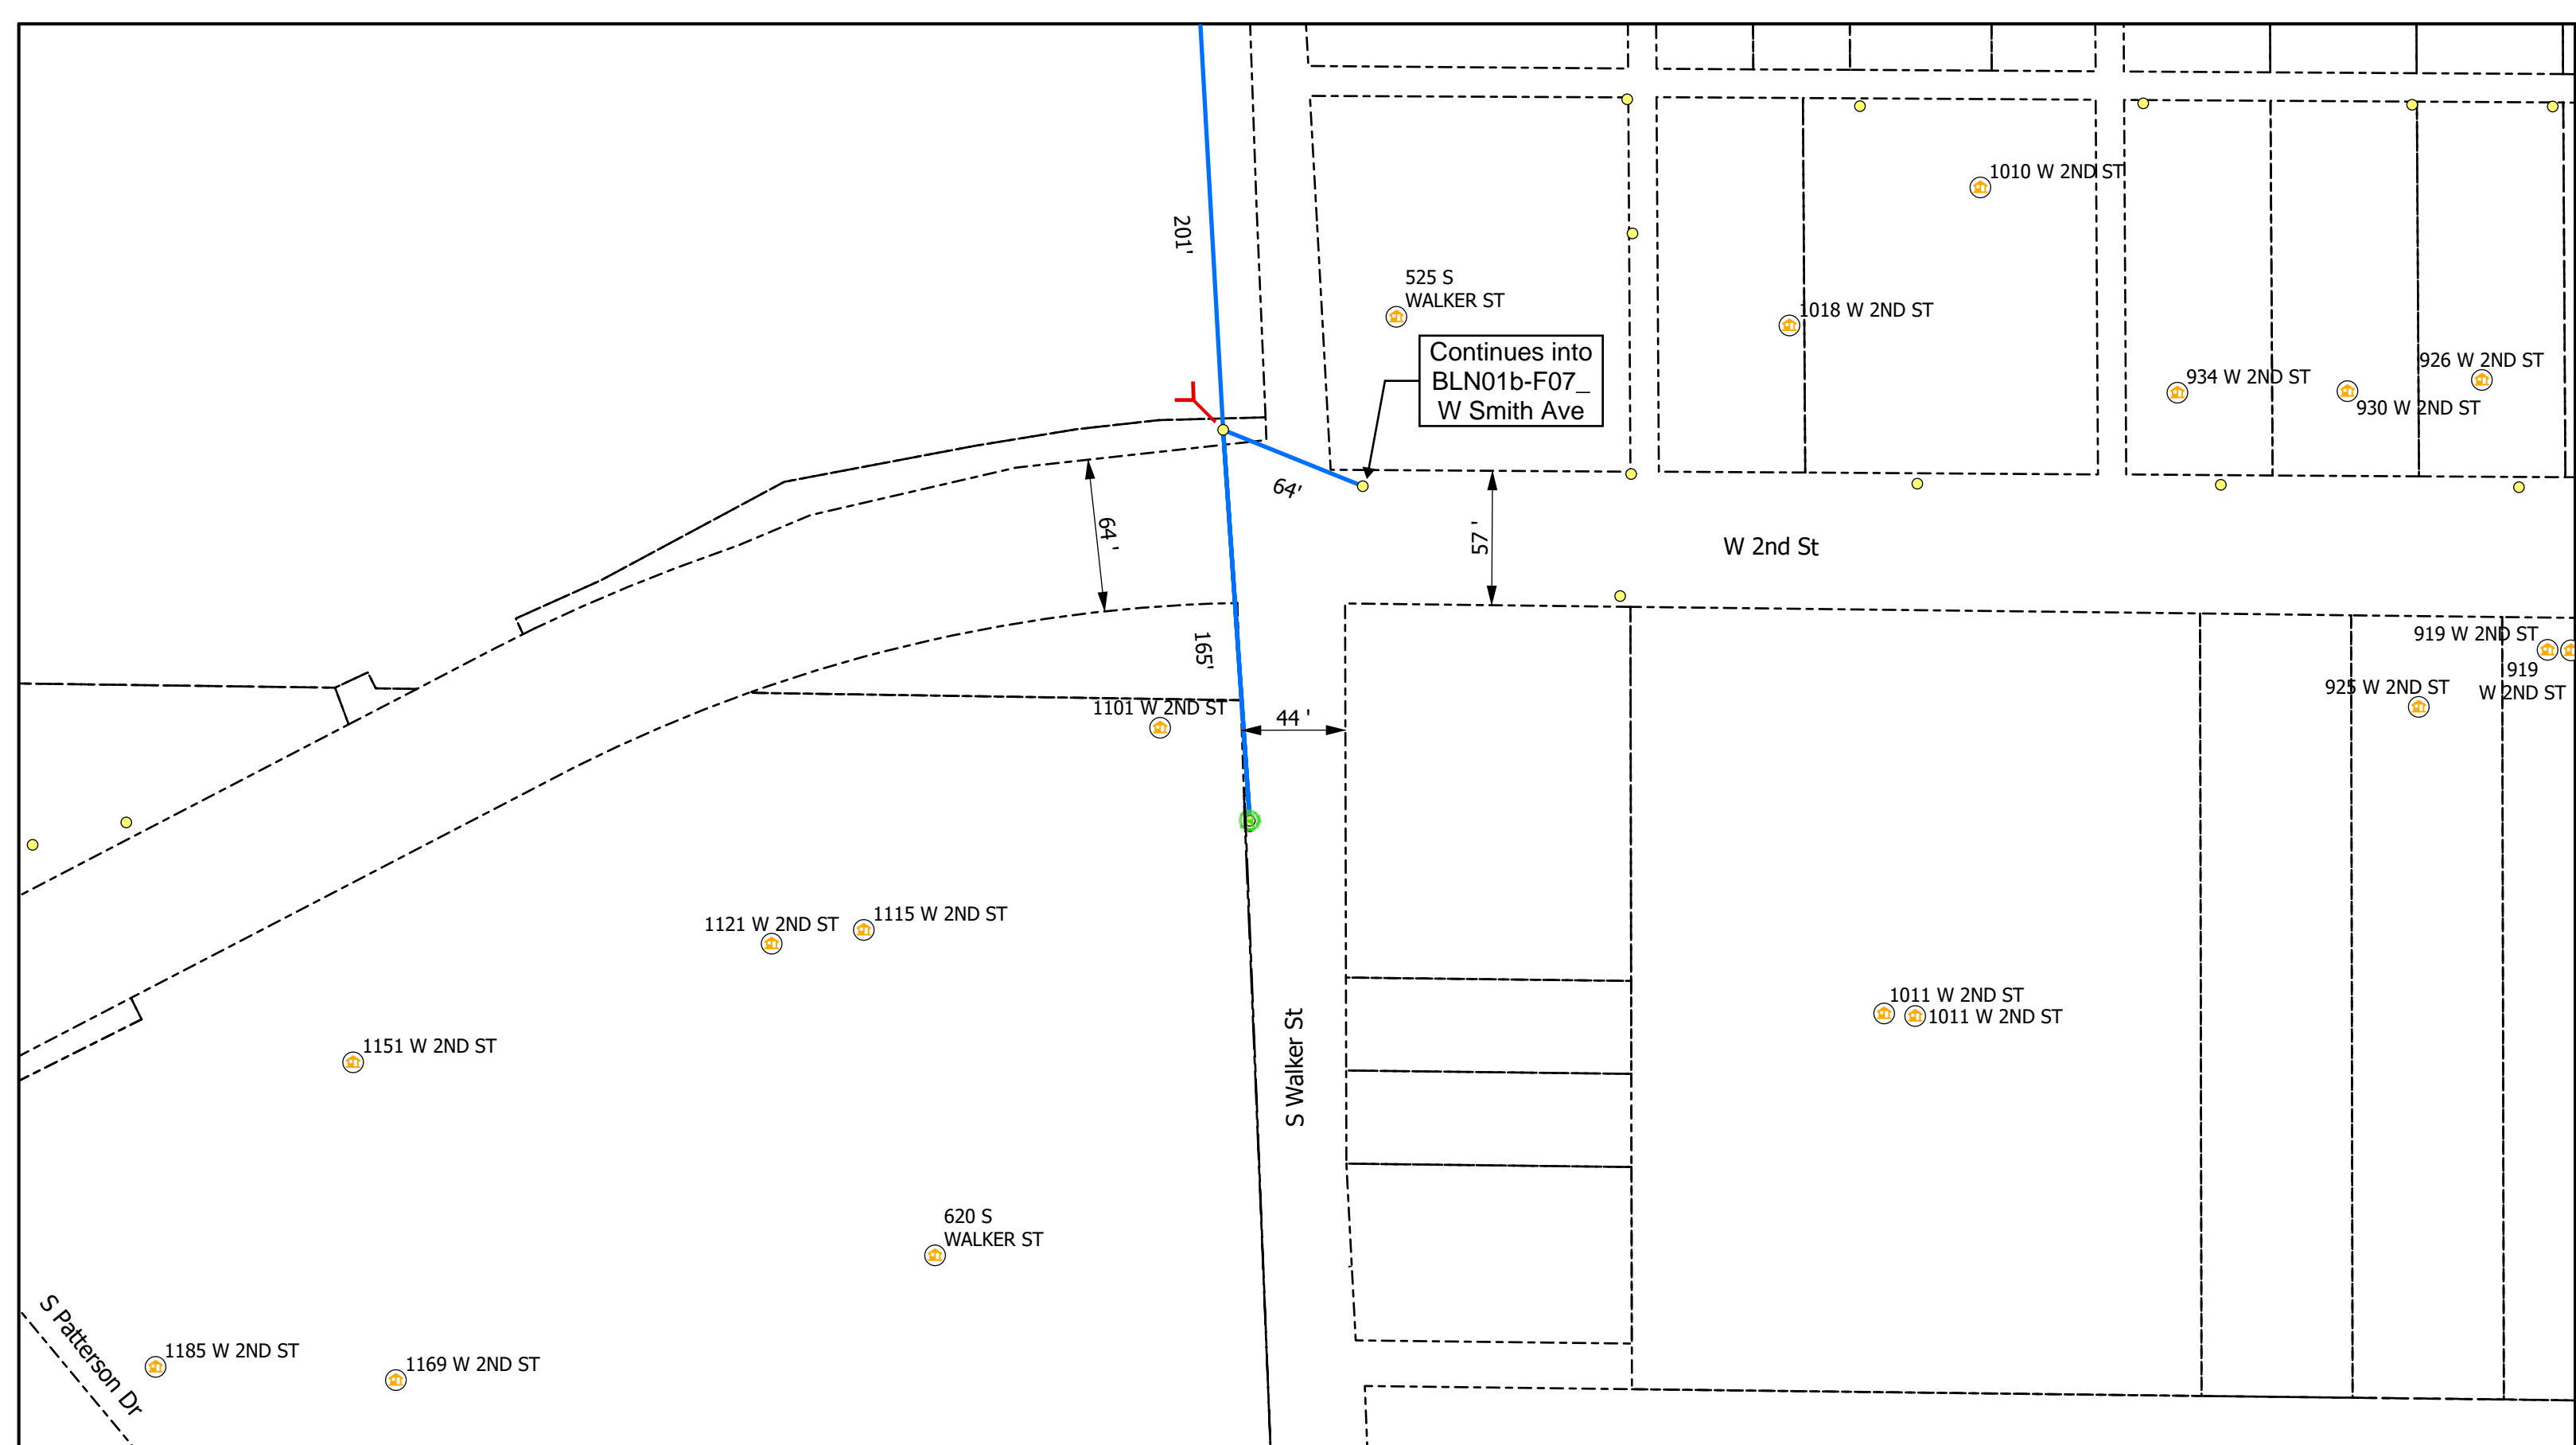 1010 W 2ND ST
201'
525 S
WALKER ST
1018 W 2ND ST
Continues into
BLN01b-F07_
W Smith Ave
926 W 2ND ST
934 W 2ND ST
930 W 2ND ST
64'
64 '
57 '
W 2nd St
165'
919 W 2ND ST
919
W 2ND ST
925 W 2ND ST
1101 W 2ND ST
44 '
1121 W 2ND ST
1115 W 2ND ST
1011 W 2ND ST
1011 W 2ND ST
1151 W 2ND ST
S Walker St
620 S
WALKER ST
S Patterson Dr
1185 W 2ND ST
1169 W 2ND ST